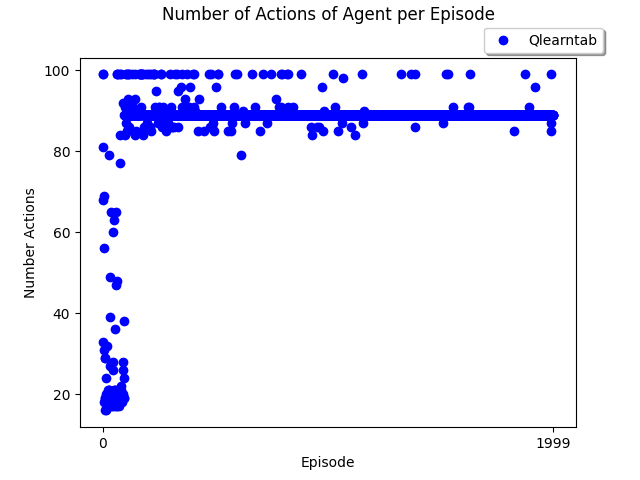 Number of Actions of Agent per Episode
Qlearntab
100
80
60
40
20
Number Actions
0
1999
Episode